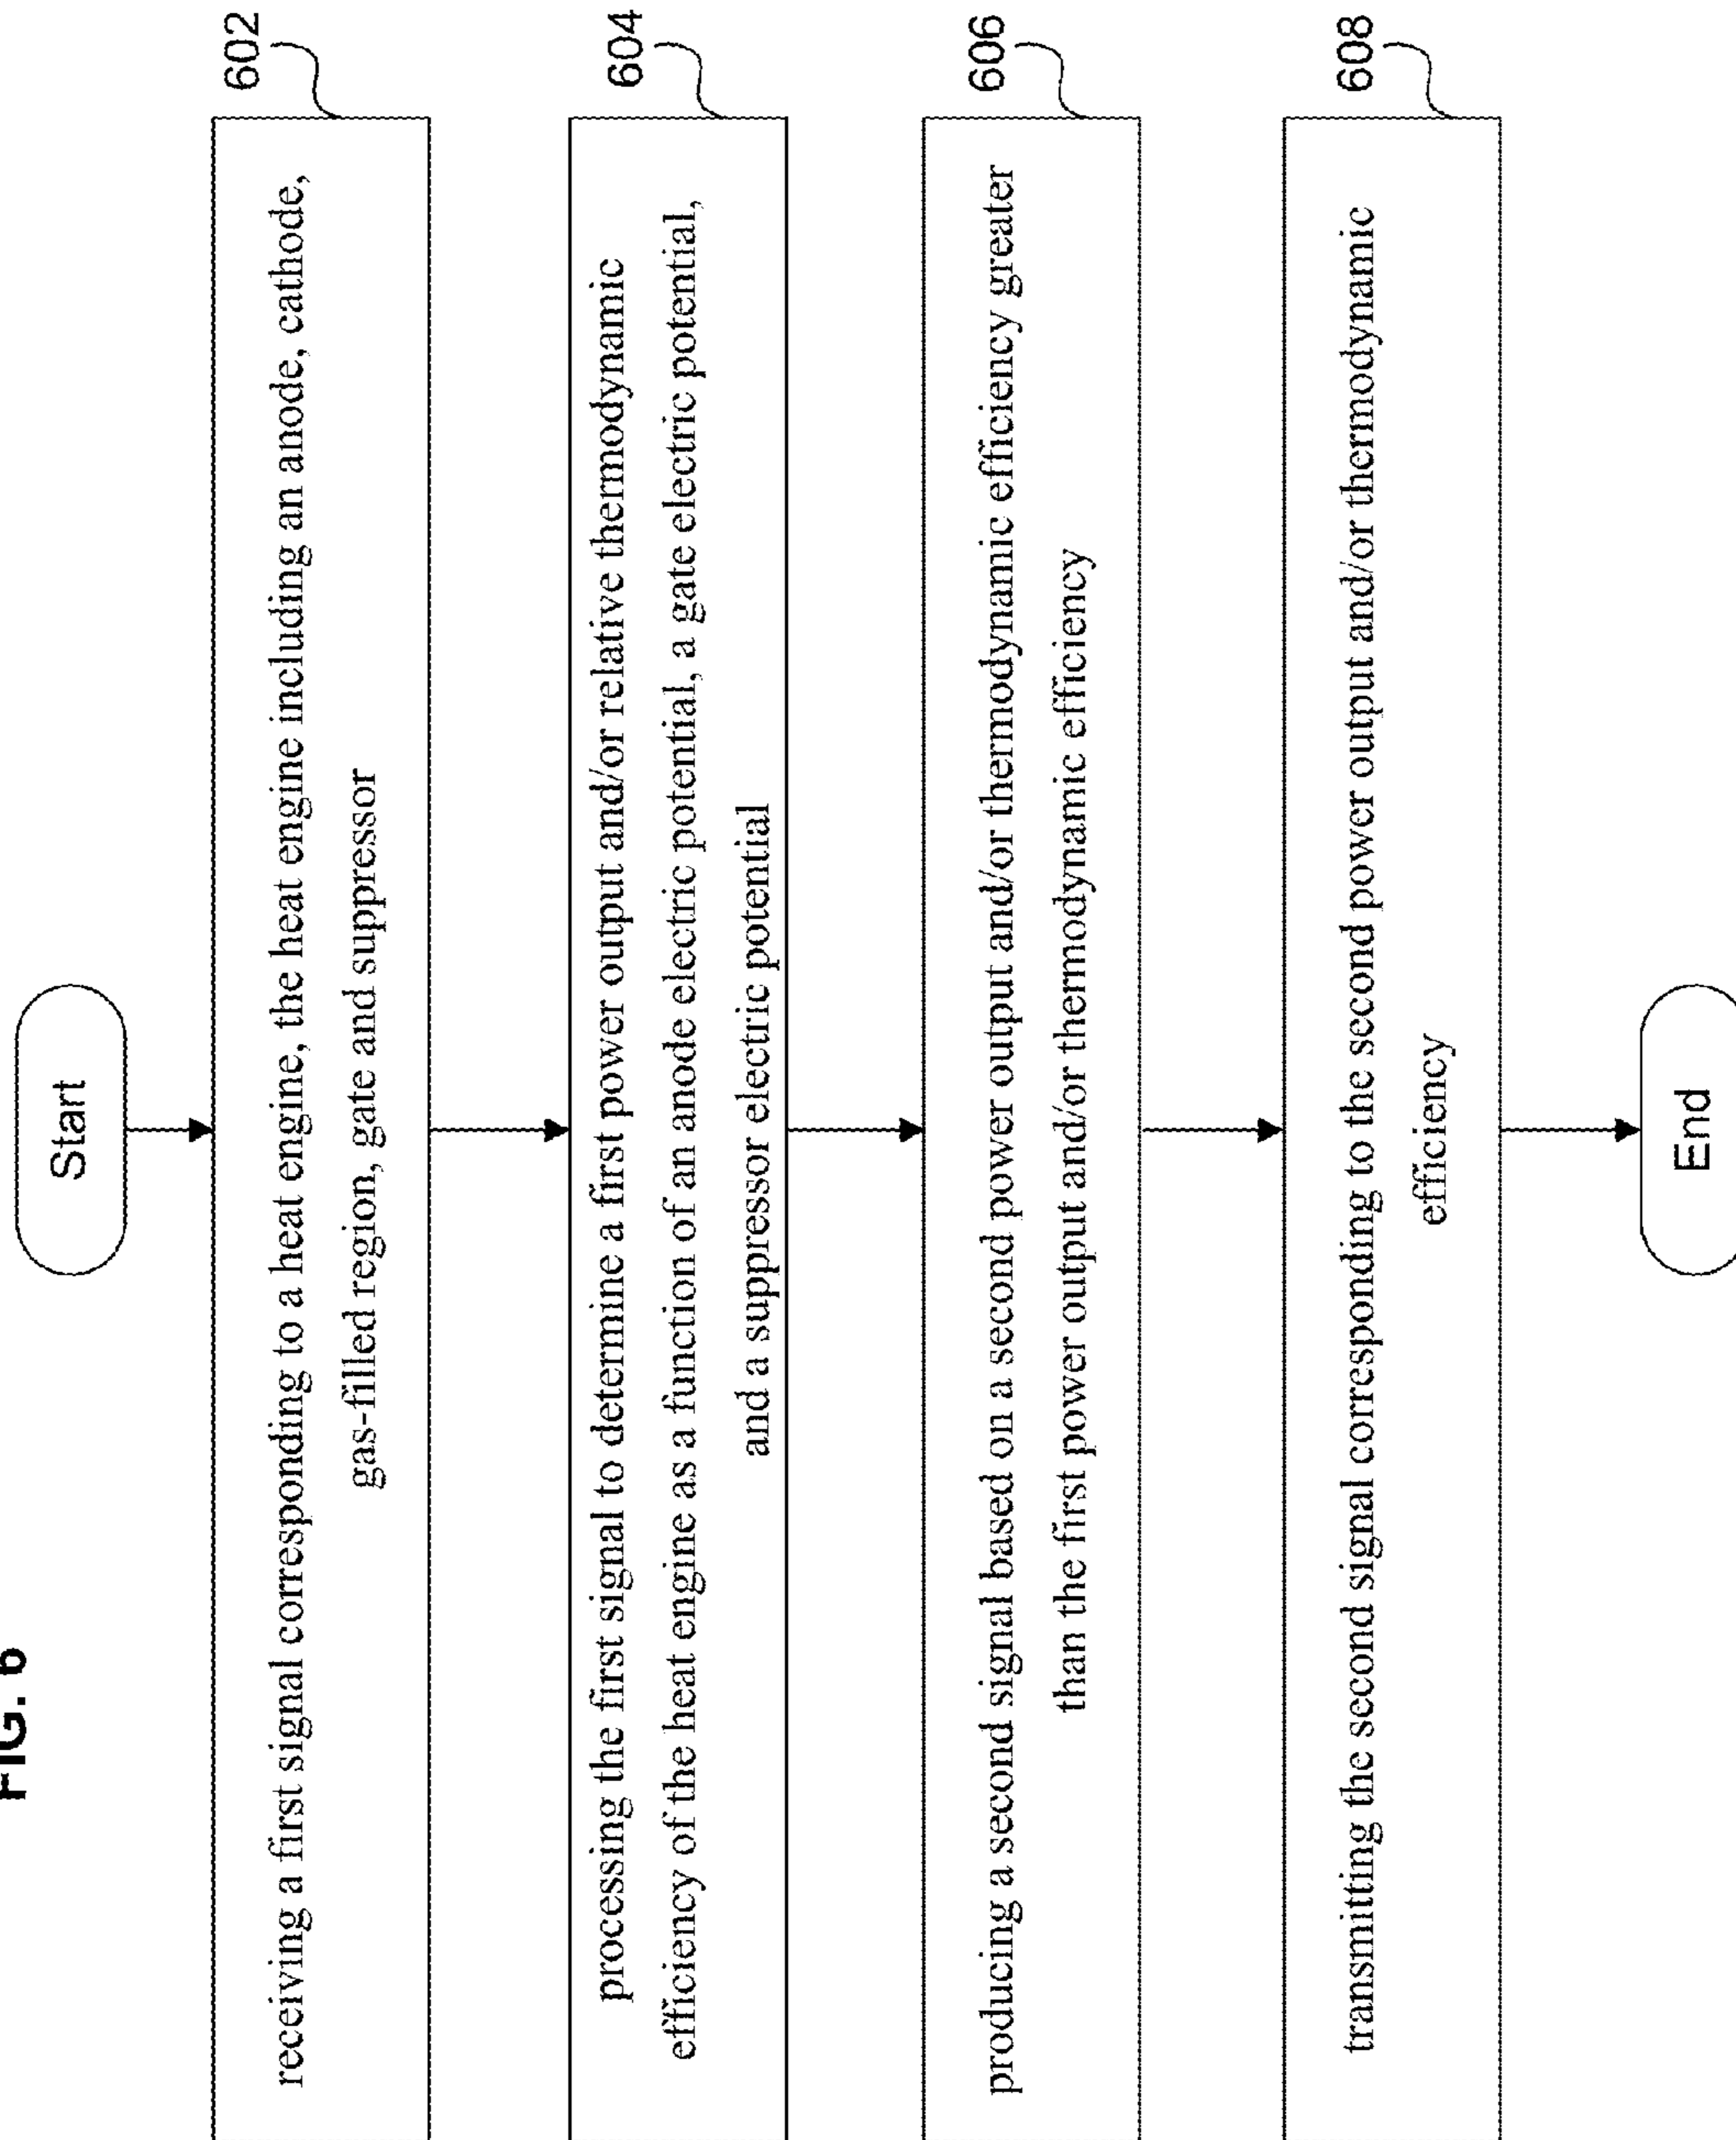 FIG. 6
Start
602
receiving a first signal corresponding to a heat engine, the heat engine including an anode, cathode,
gas-filled region, gate and suppressor
604
processing the first signal to determine a first power output and/or relative thermodynamic
efficiency of the heat engine as a function of an anode electric potential, a gate electric potential,
and a suppressor electric potential
606
producing a second signal based on a second power output and/or thermodynamic efficiency greater
than the first power output and/or thermodynamic efficiency
608
transmitting the second signal corresponding to the second power output and/or thermodynamic
efficiency
End